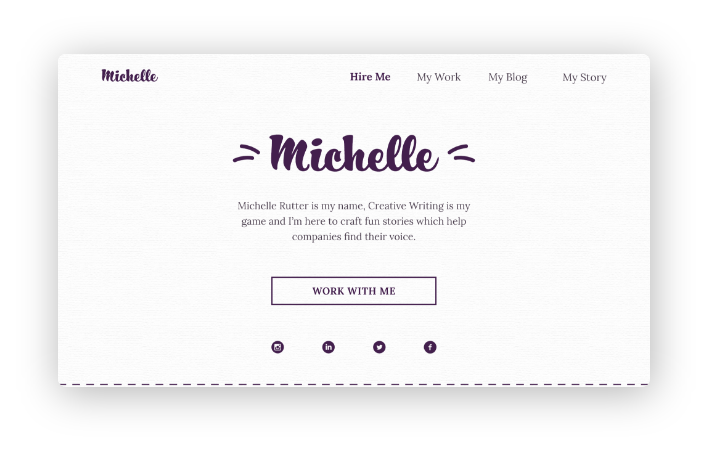 Michelle
Hire Me My Work My Blog My Story
Michelle
Michelle Rutter is my name, Creative Writing is my
game and I'm here to craft fun stories which help
companies find their voice.
WORK WITH ME